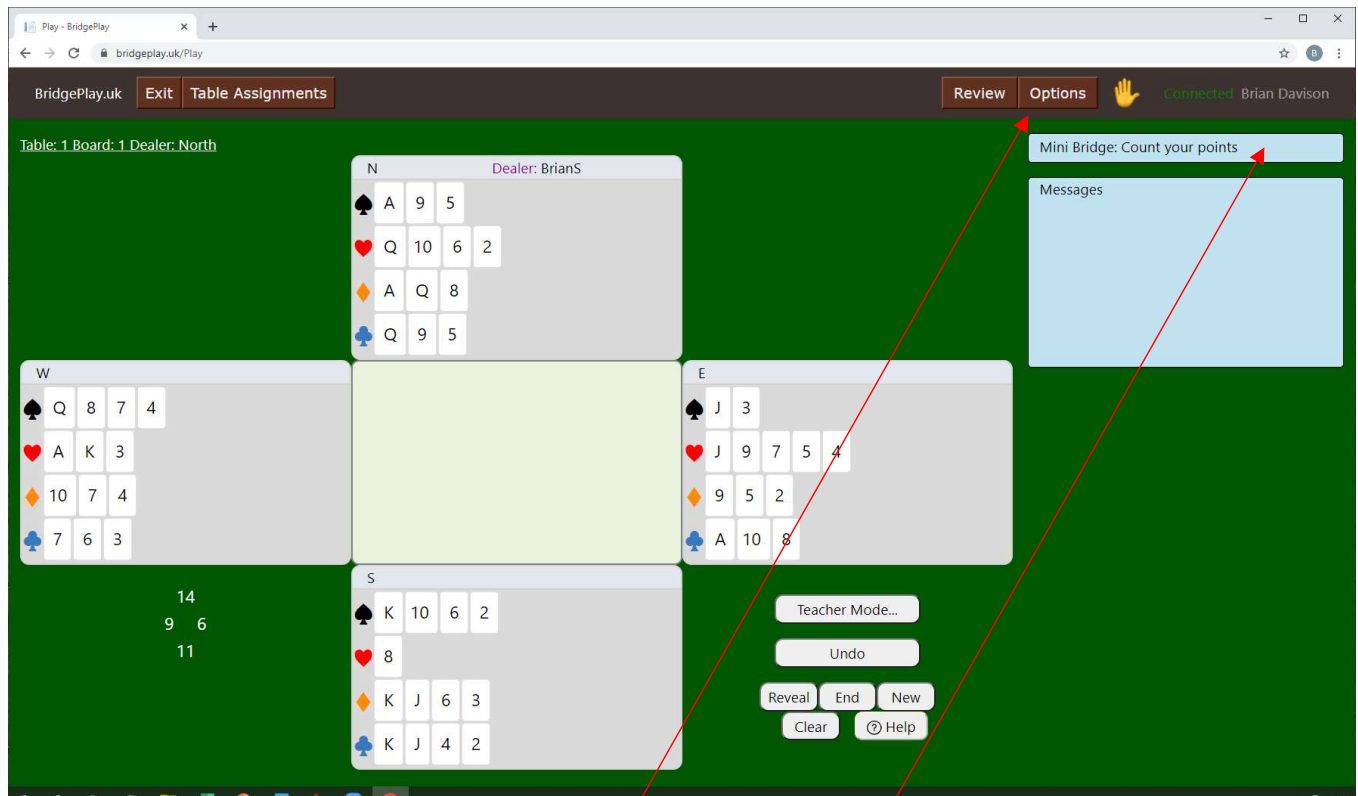 Play - BridgePlay
bridgeplay.uk/Play
B
BridgePlay.uk Exit Table Assignments Review Options Connected Brian Davison
Table: 1 Board: 1 Dealer: North
Mini Bridge: Count your points
Messages
N Dealer: BrianS
A 9 5
Q 10 6 2
A Q 8
Q 9 5
W
Q 8 7 4
A K 3
10 7 4
7 6 3
E
J 3
J 9 7 5 4
9 5 2
A 10 8
14
9 6
11
S
K 10 6 2
8
K J 6 3
K J 4 2
Teacher Mode...
Undo
Reveal End New
Clear ? Help